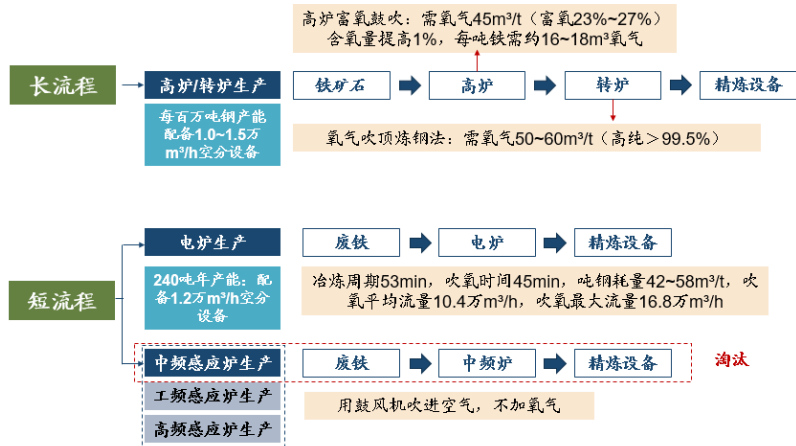 高炉富氧鼓吹：需氧气45m³/t（富氧23%~27%）
含氧量提高1%，每吨铁需约16~18m³氧气
长流程
高炉/转炉生产
铁矿石
高炉
转炉
精炼设备
每百万吨钢产能
配备1.0~1.5万
m³/h空分设备
氧气吹顶炼钢法：需氧气50~60m³/t（高纯＞99.5%）
短流程
电炉生产
废铁
电炉
精炼设备
240吨年产能：配
备1.2万m³/h空分
设备
冶炼周期53min，吹氧时间45min，吨钢耗量42~58m³/t，吹
氧平均流量10.4万m³/h，吹氧最大流量16.8万m³/h
中频感应炉生产
废铁
中频炉
精炼设备
淘汰
工频感应炉生产
用鼓风机吹进空气，不加氧气
高频感应炉生产